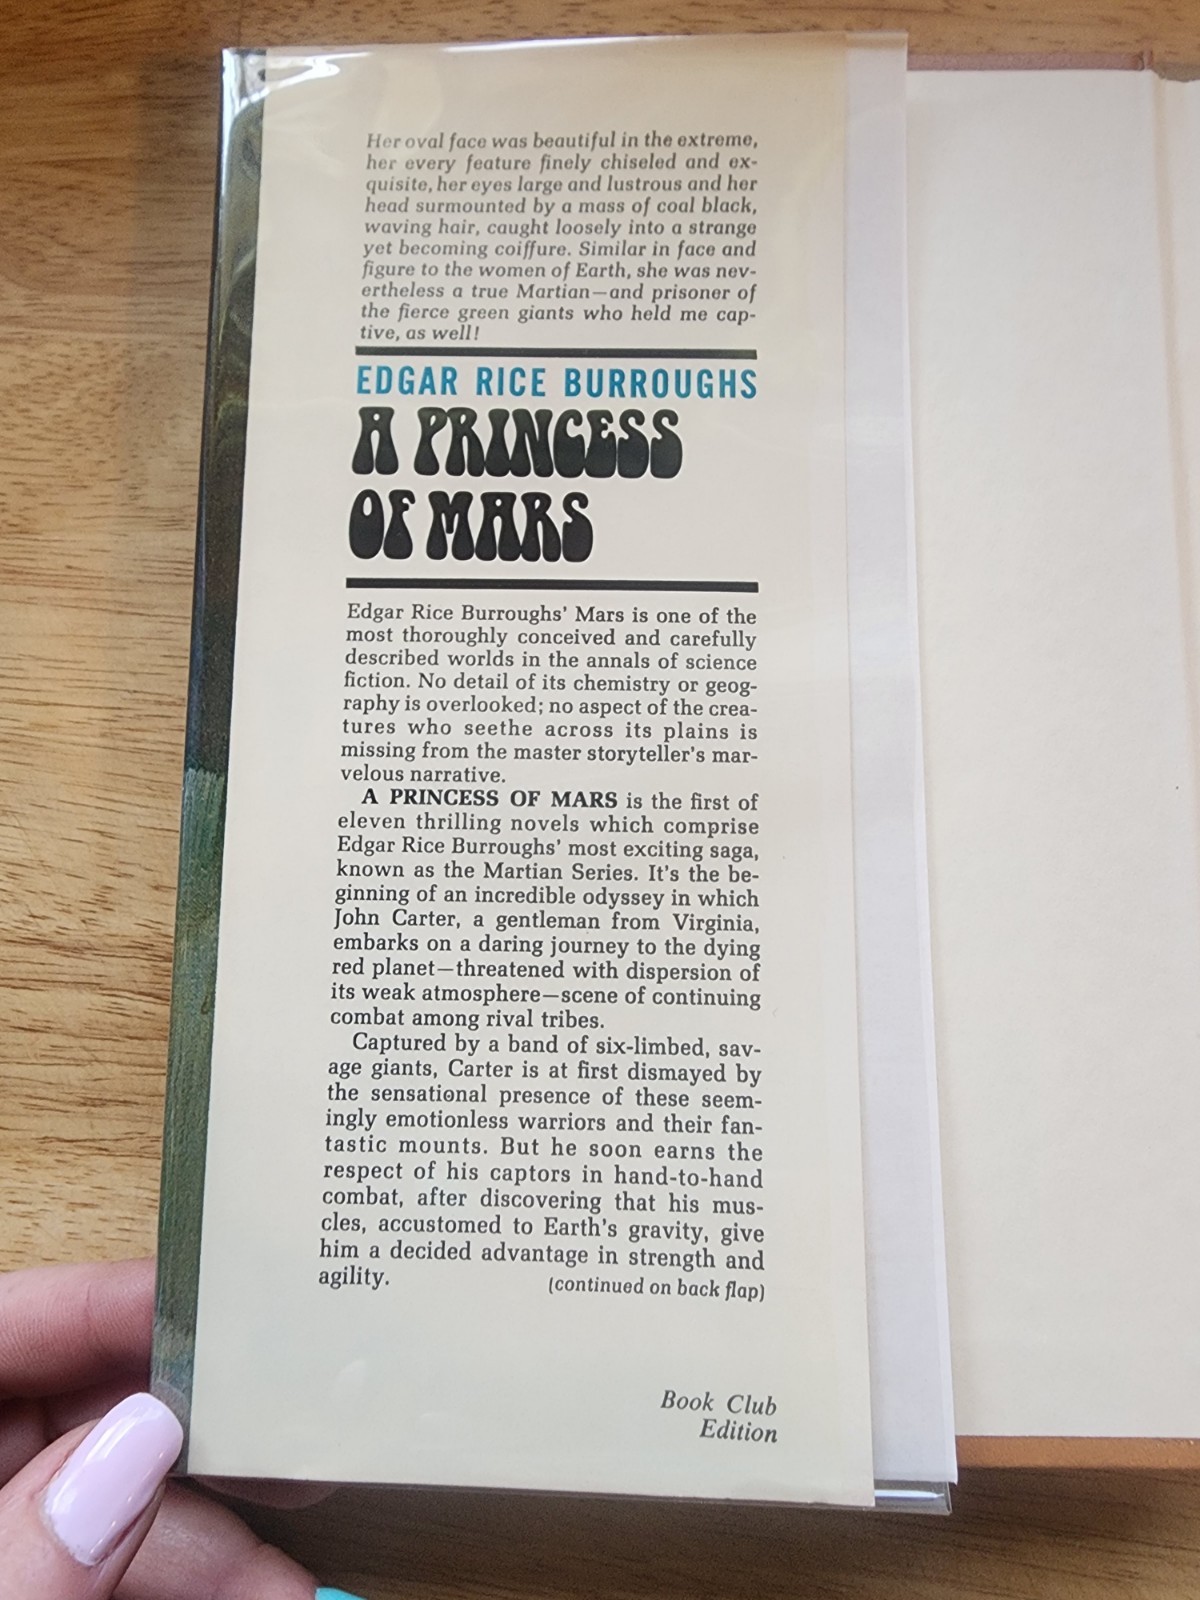 Her oval face was beautiful in the extreme,
her every feature finely chiseled and ex-
quisite, her eyes large and lustrous and her
head surmounted by a mass of coal black,
waving hair, caught loosely into a strange
yet becoming coiffure. Similar in face and
figure to the women of Earth, she was nev-
ertheless a true Martian—and prisoner of
the fierce green giants who held me cap-
tive, as well!
EDGAR RICE BURROUGHS
A PRINCESS
OF MARS
Edgar Rice Burroughs' Mars is one of the
most thoroughly conceived and carefully
described worlds in the annals of science
fiction. No detail of its chemistry or geog-
raphy is overlooked; no aspect of the crea-
tures who seethe across its plains is
missing from the master storyteller's mar-
velous narrative.
A PRINCESS OF MARS is the first of
eleven thrilling novels which comprise
Edgar Rice Burroughs' most exciting saga,
known as the Martian Series. It's the be-
ginning of an incredible odyssey in which
John Carter, a gentleman from Virginia,
embarks on a daring journey to the dying
red planet—threatened with dispersion of
its weak atmosphere—scene of continuing
combat among rival tribes.
Captured by a band of six-limbed, sav-
age giants, Carter is at first dismayed by
the sensational presence of these seem-
ingly emotionless warriors and their fan-
tastic mounts. But he soon earns the
respect of his captors in hand-to-hand
combat, after discovering that his mus-
cles, accustomed to Earth's gravity, give
him a decided advantage in strength and
agility. (continued on back flap)
Book Club
Edition